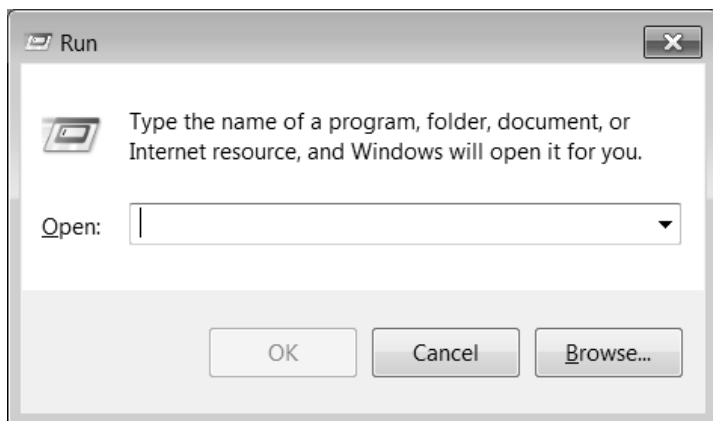 Run
Type the name of a program, folder, document, or
Internet resource, and Windows will open it for you.
Open:
OK Cancel Browse...